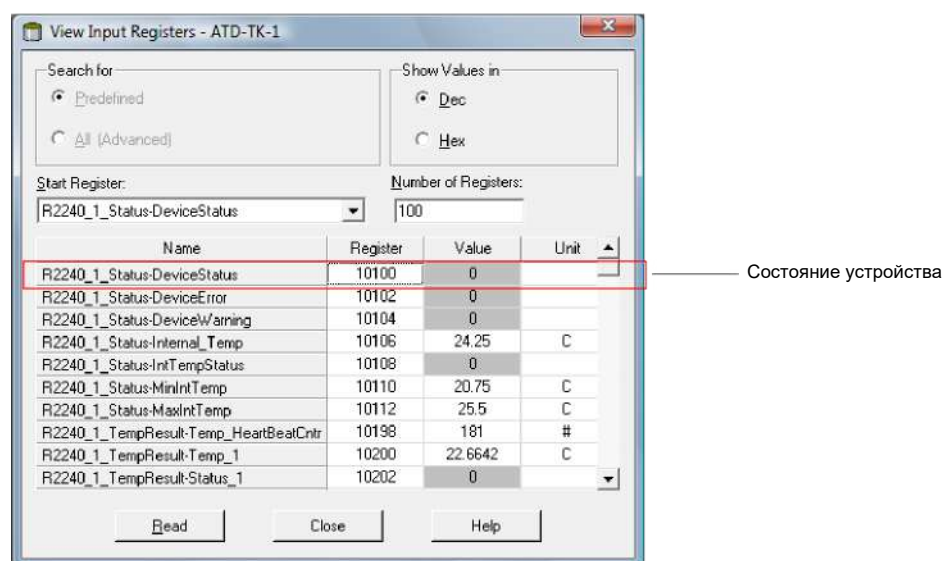 View Input Registers - ATD-TK-1
Search for
Predefined
All (Advanced)
Show Values in
Dec
Hex
Start Register:
R2240_1_Status-DeviceStatus
Number of Registers:
100
Name Register Value Unit
R2240_1_Status-DeviceStatus 10100 0
R2240_1_Status-DeviceError 10102 0
R2240_1_Status-DeviceWarning 10104 0
R2240_1_Status-Internal_Temp 10106 24.25 C
R2240_1_Status-IntTempStatus 10108 0
R2240_1_Status-MinIntTemp 10110 20.75 C
R2240_1_Status-MaxIntTemp 10112 25.5 C
R2240_1_TempResult-Temp_HeartBeatCntr 10198 181 #
R2240_1_TempResult-Temp_1 10200 22.6642 C
R2240_1_TempResult-Status_1 10202 0
Состояние устройства
Read Close Help